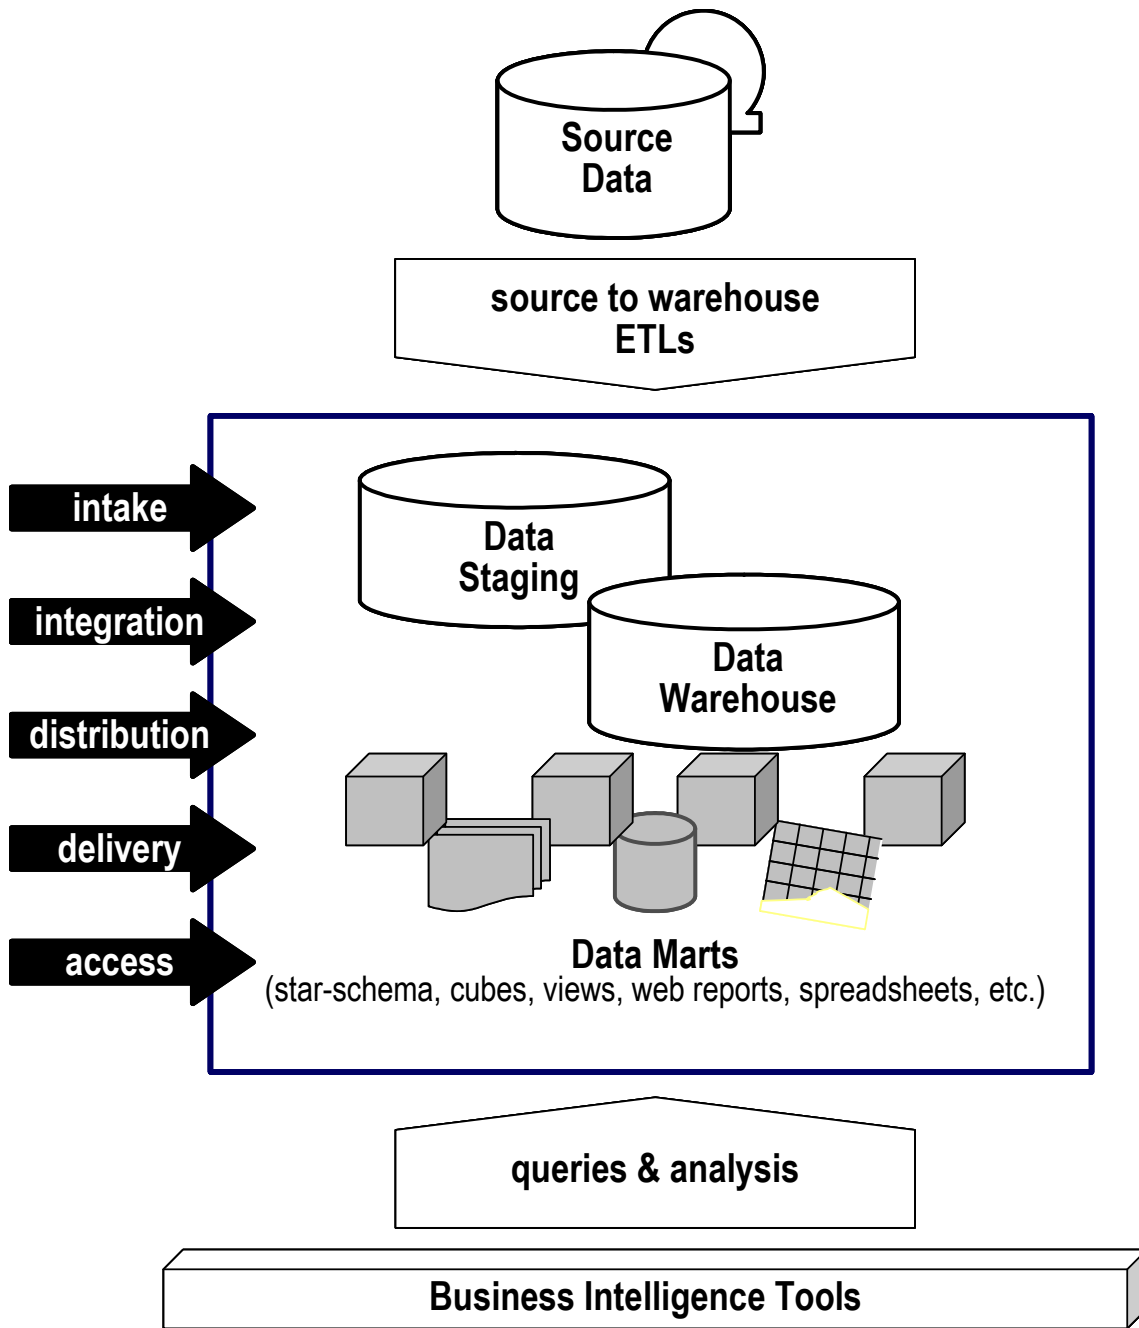 Source
Data
source to warehouse
ETLs
intake
integration
distribution
delivery
access
Data
Staging
Data
Warehouse
Data Marts
(star-schema, cubes, views, web reports, spreadsheets, etc.)
queries & analysis
Business Intelligence Tools